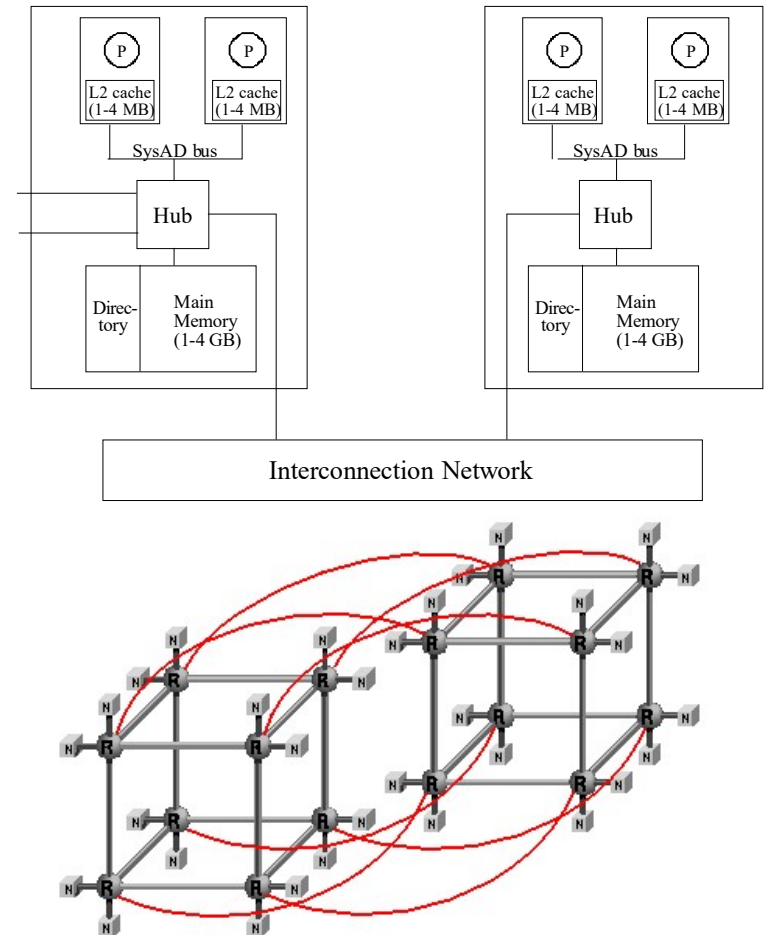 P
P
L2 cache
(1-4 MB)
L2 cache
(1-4 MB)
SysAD bus
Hub
Direc-
tory
Main
Memory
(1-4 GB)
P
P
L2 cache
(1-4 MB)
L2 cache
(1-4 MB)
SysAD bus
Hub
Direc-
tory
Main
Memory
(1-4 GB)
Interconnection Network
N
N
N
R
R
N
N
N
N
R
R
N
N
N
N
R
R
N
N
N
N
R
R
N
N
R
R
N
N
N
N
N
R
R
N
N
N
N
R
R
N
N
N
R
R
N
N
N